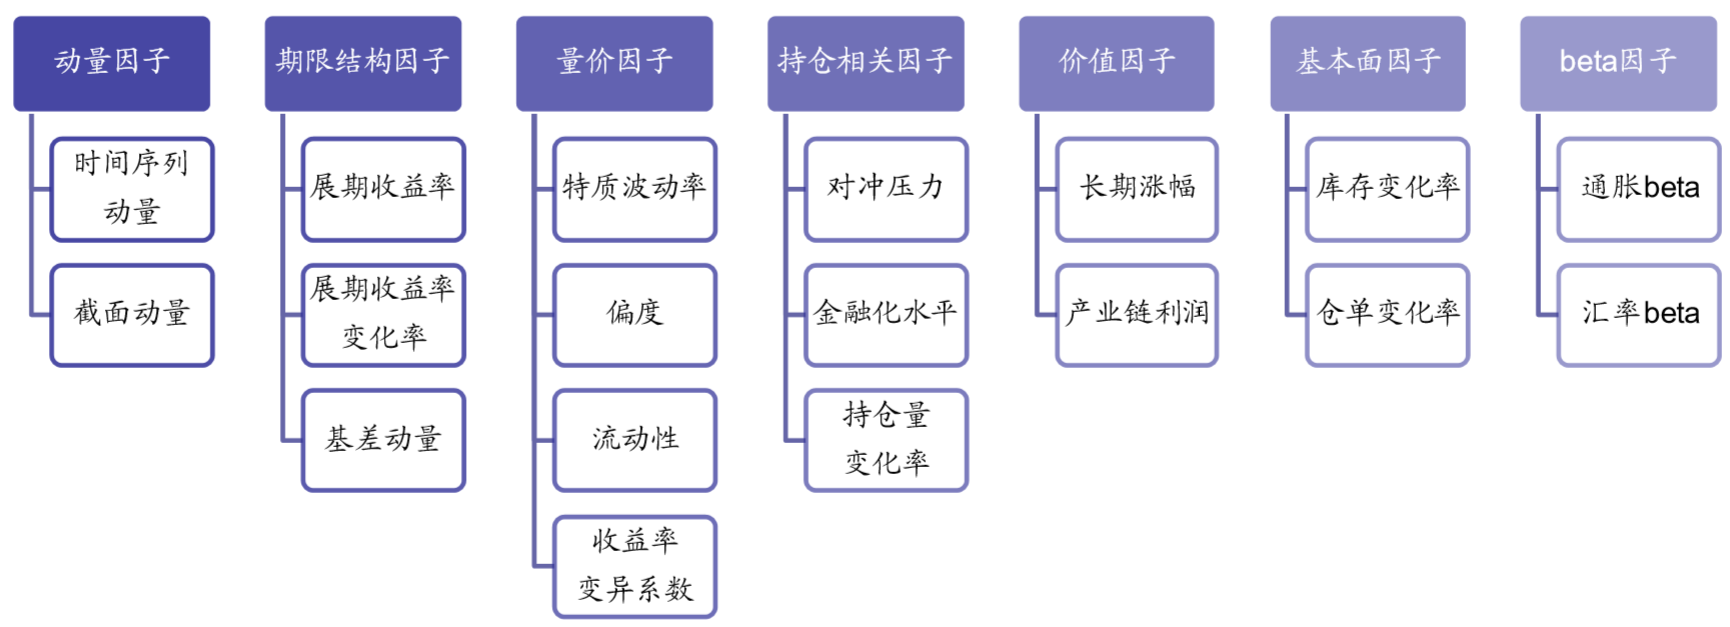 动量因子
时间序列
动量
截面动量
期限结构因子
展期收益率
展期收益率
变化率
基差动量
量价因子
特质波动率
偏度
流动性
收益率
变异系数
持仓相关因子
对冲压力
金融化水平
持仓量
变化率
价值因子
长期涨幅
产业链利润
基本面因子
库存变化率
仓单变化率
beta因子
通胀beta
汇率beta